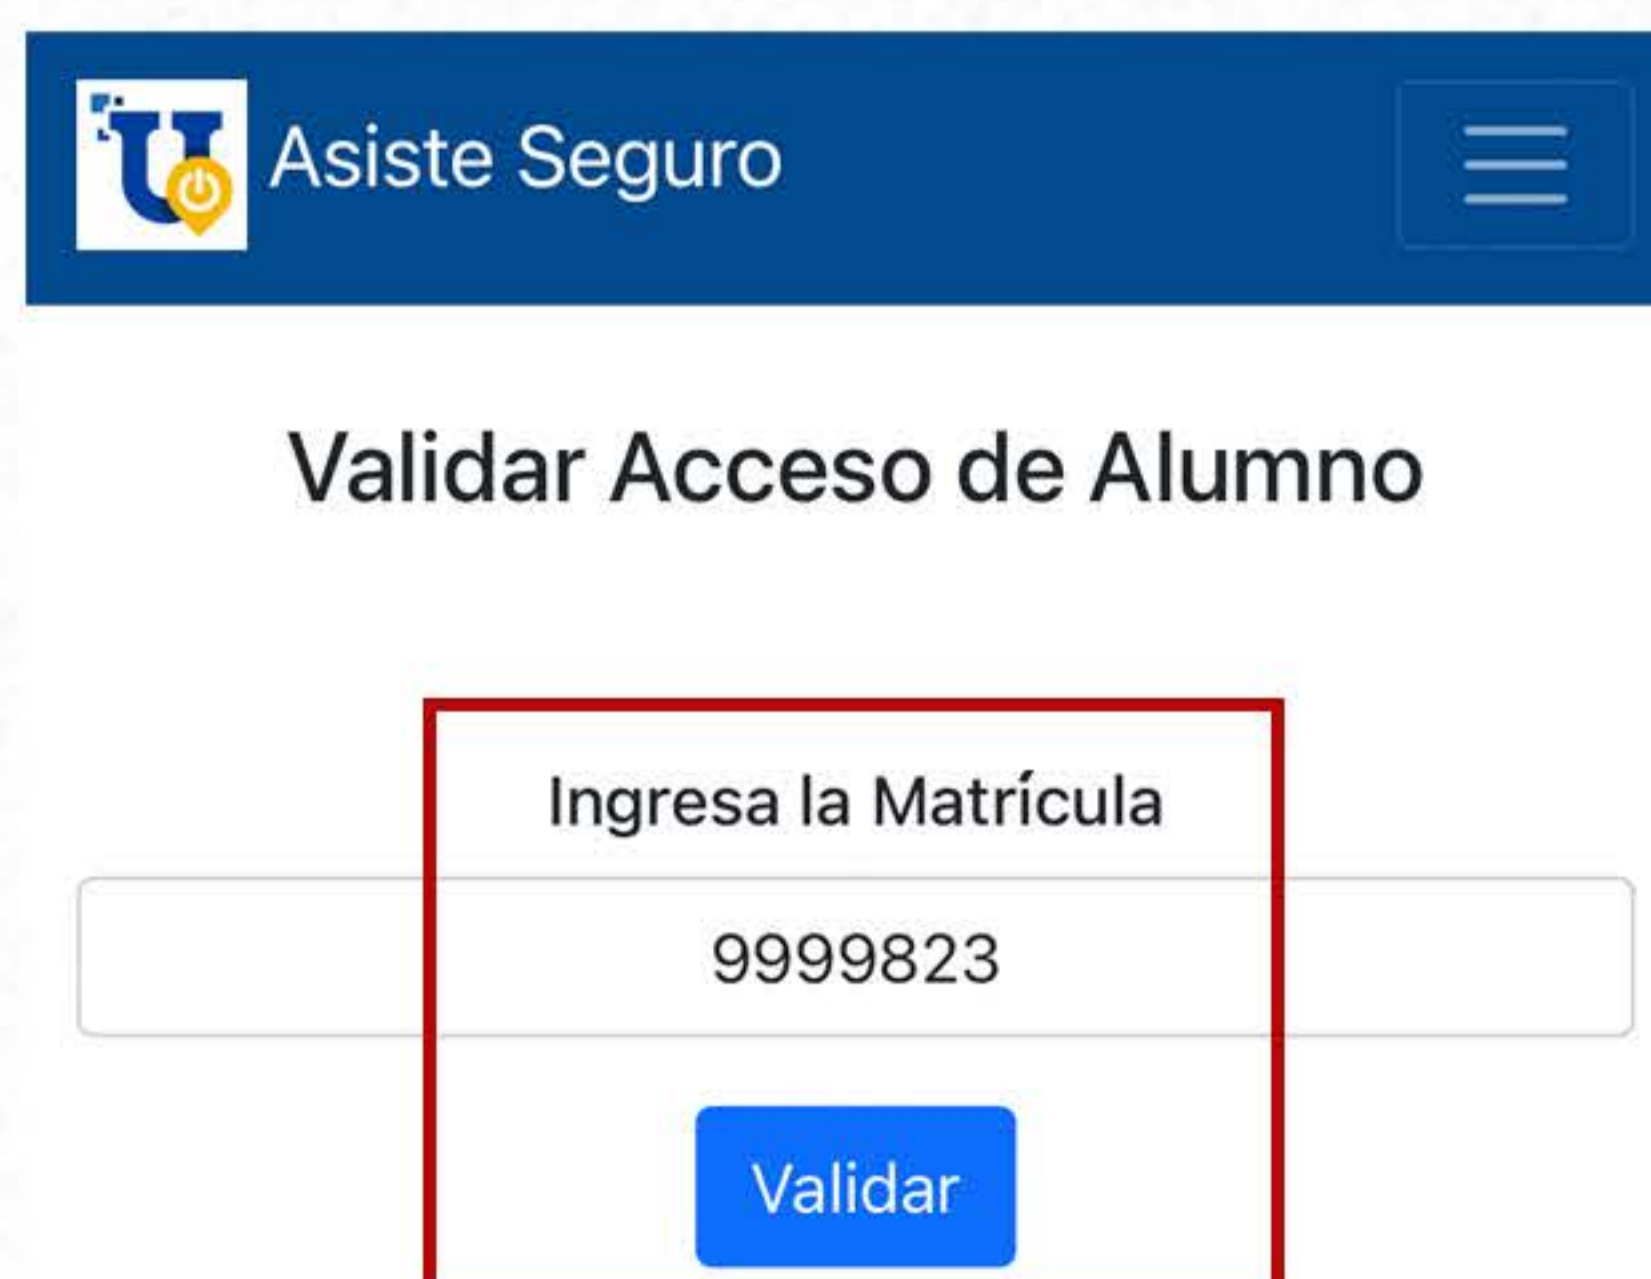 Asiste Seguro
Validar Acceso de Alumno
Ingresa la Matrícula
9999823
Validar